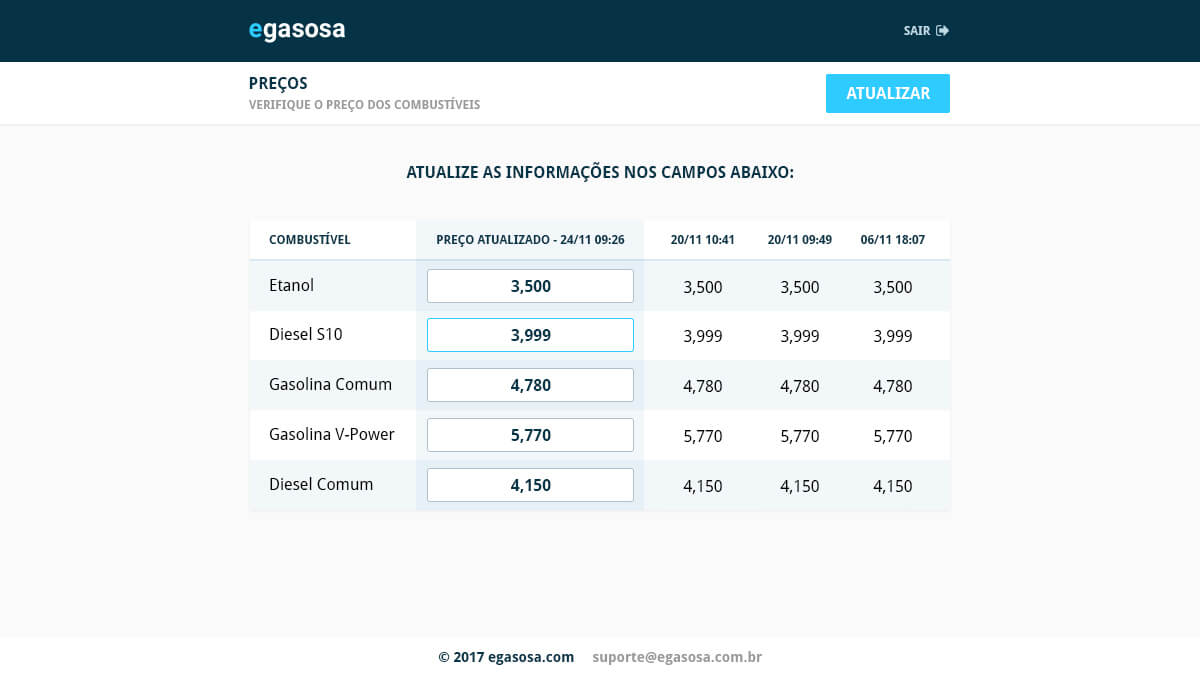 egasosa
SAIR
PREÇOS
VERIFIQUE O PREÇO DOS COMBUSTÍVEIS
ATUALIZAR
ATUALIZE AS INFORMAÇÕES NOS CAMPOS ABAIXO:
COMBUSTÍVEL PREÇO ATUALIZADO - 24/11 09:26 20/11 10:41 20/11 09:49 06/11 18:07
Etanol 3,500 3,500 3,500 3,500
Diesel S10 3,999 3,999 3,999 3,999
Gasolina Comum 4,780 4,780 4,780 4,780
Gasolina V-Power 5,770 5,770 5,770 5,770
Diesel Comum 4,150 4,150 4,150 4,150
© 2017 egasosa.com suporte@egasosa.com.br